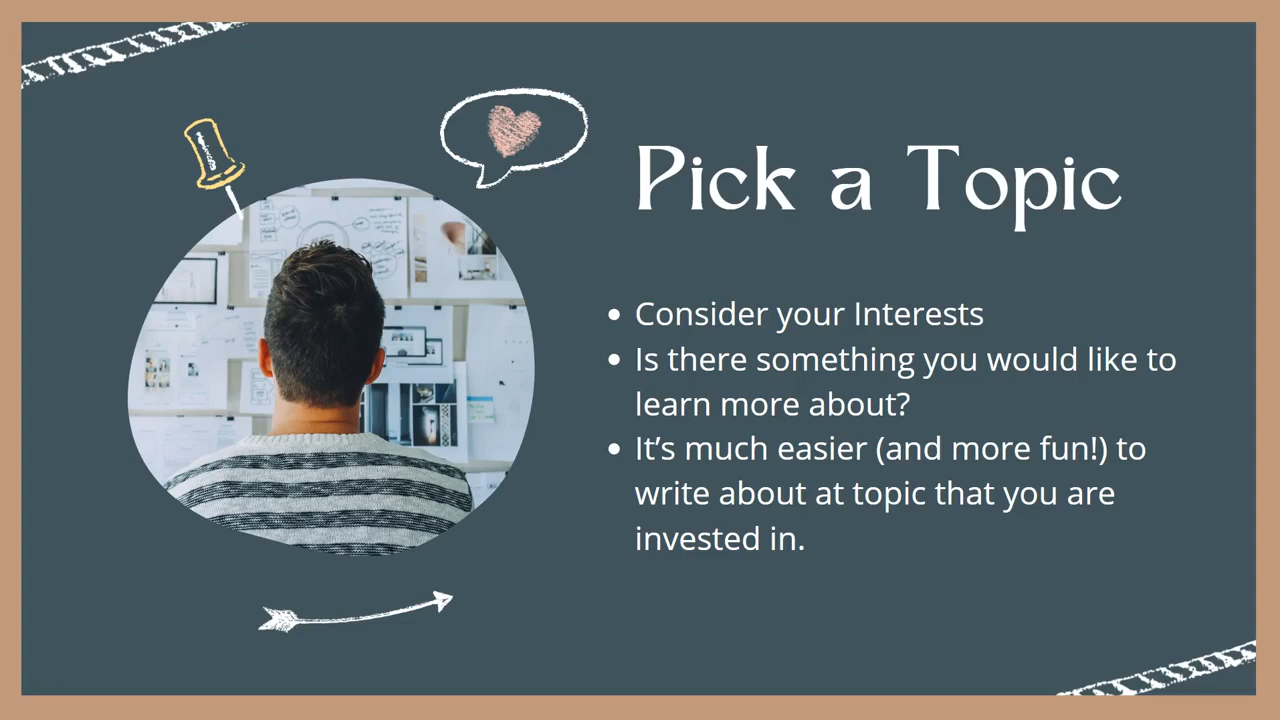 Pick a Topic
Consider your Interests
Is there something you would like to
learn more about?
It’s much easier (and more fun!) to
write about at topic that you are
invested in.